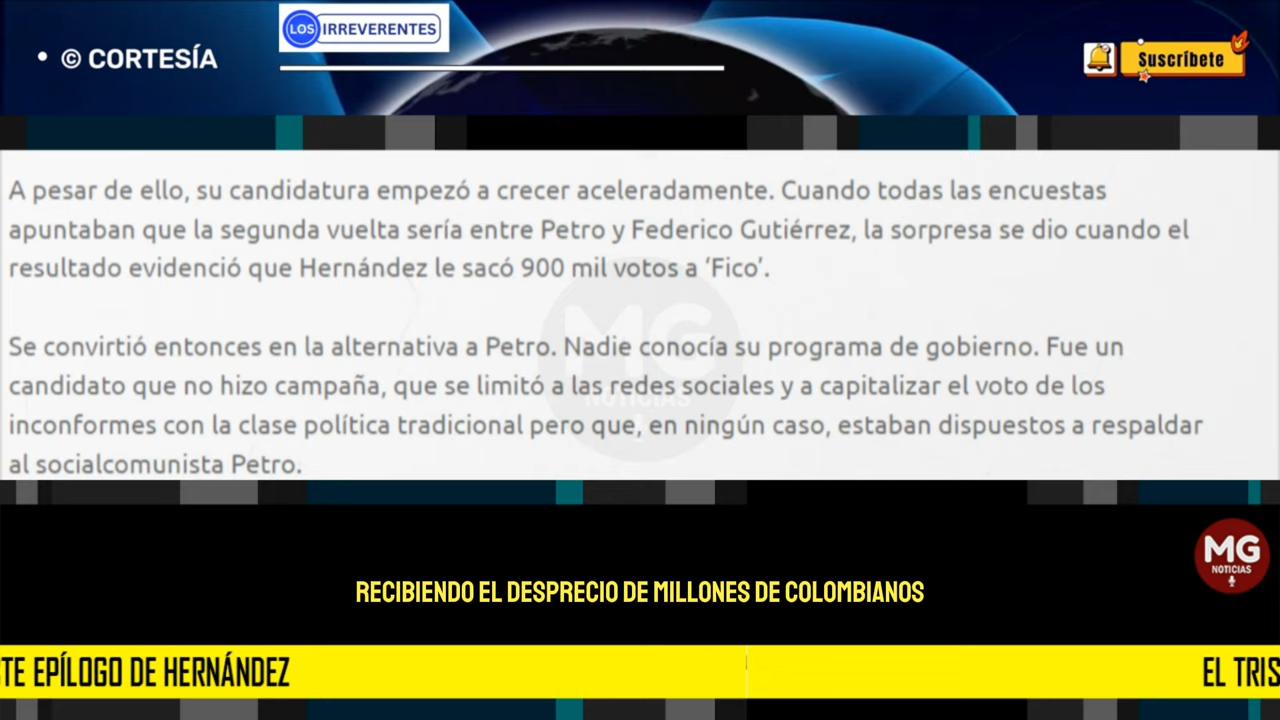 • © CORTESÍA
LOS IRREVERENTES
Suscríbete
A pesar de ello, su candidatura empezó a crecer aceleradamente. Cuando todas las encuestas
apuntaban que la segunda vuelta sería entre Petro y Federico Gutiérrez, la sorpresa se dio cuando el
resultado evidenció que Hernández le sacó 900 mil votos a ‘Fico’.
Se convirtió entonces en la alternativa a Petro. Nadie conocía su programa de gobierno. Fue un
candidato que no hizo campaña, que se limitó a las redes sociales y a capitalizar el voto de los
inconformes con la clase política tradicional pero que, en ningún caso, estaban dispuestos a respaldar
al socialcomunista Petro.
MG
NOTICIAS
MG
NOTICIAS
RECIBIENDO EL DESPRECIO DE MILLONES DE COLOMBIANOS
TE EPÍLOGO DE HERNÁNDEZ
EL TRIS